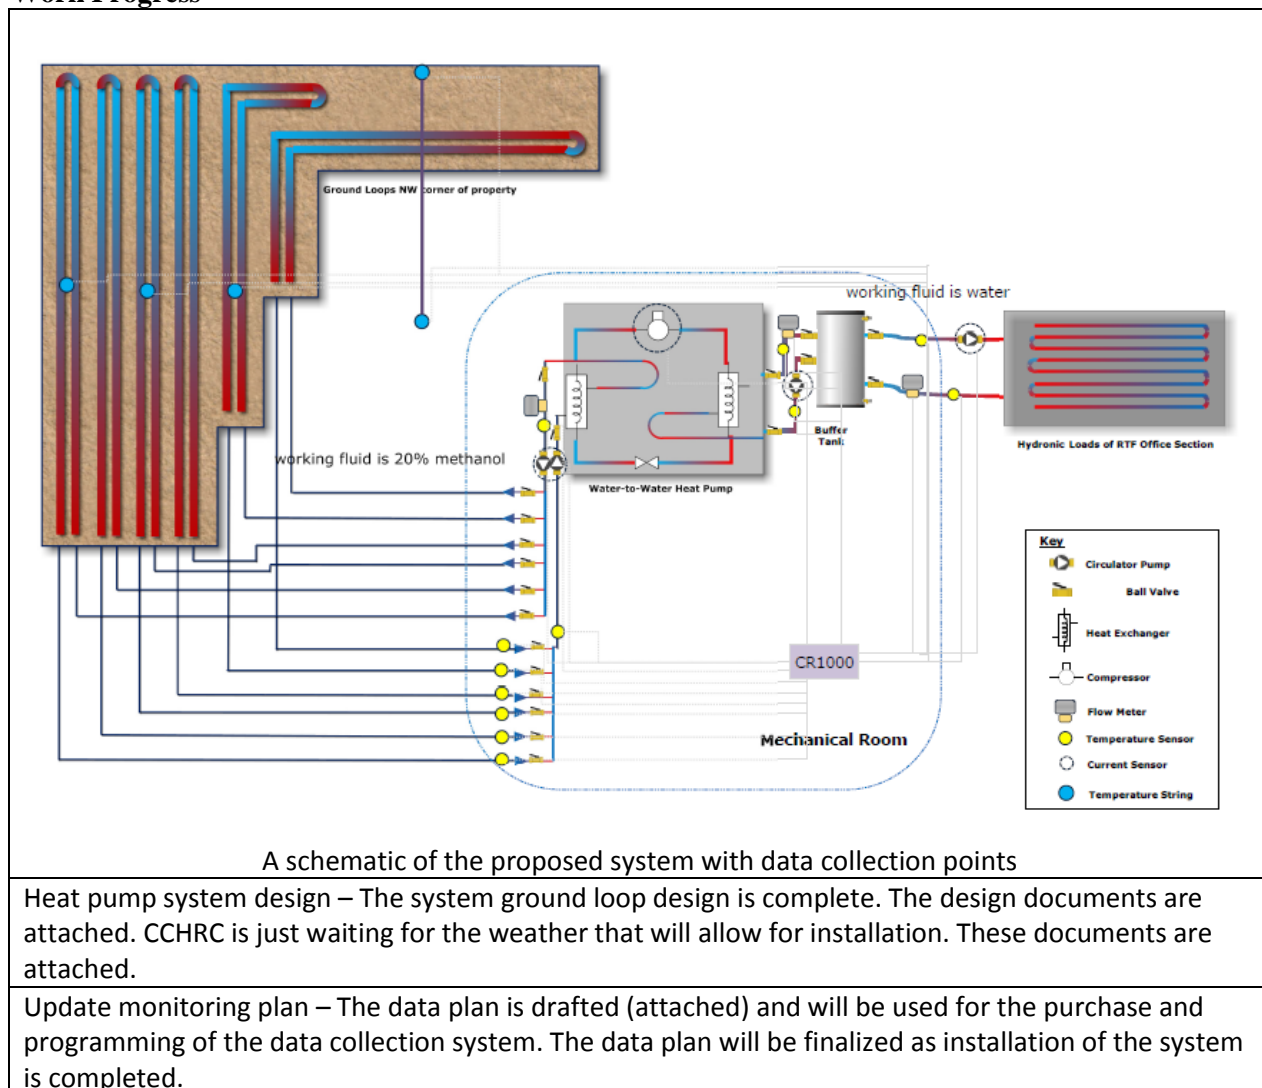 Work Progress
Ground Loops NW corner of property
working fluid is water
Buffer
Tank
Hydronic Loads of RTF Office Section
working fluid is 20% methanol
Water-to-Water Heat Pump
Key
Circulator Pump
Ball Valve
Heat Exchanger
Compressor
Flow Meter
Temperature Sensor
Current Sensor
Temperature String
CR1000
Mechanical Room
A schematic of the proposed system with data collection points
Heat pump system design – The system ground loop design is complete. The design documents are
attached. CCHRC is just waiting for the weather that will allow for installation. These documents are
attached.
Update monitoring plan – The data plan is drafted (attached) and will be used for the purchase and
programming of the data collection system. The data plan will be finalized as installation of the system
is completed.